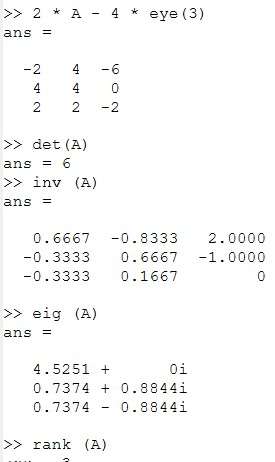 >> 2 * A - 4 * eye(3)
ans =
-2 4 -6
4 4 0
2 2 -2
>> det(A)
ans = 6
>> inv (A)
ans =
0.6667 -0.8333 2.0000
-0.3333 0.6667 -1.0000
-0.3333 0.1667 0
>> eig (A)
ans =
4.5251 + 0i
0.7374 + 0.8844i
0.7374 - 0.8844i
>> rank (A)